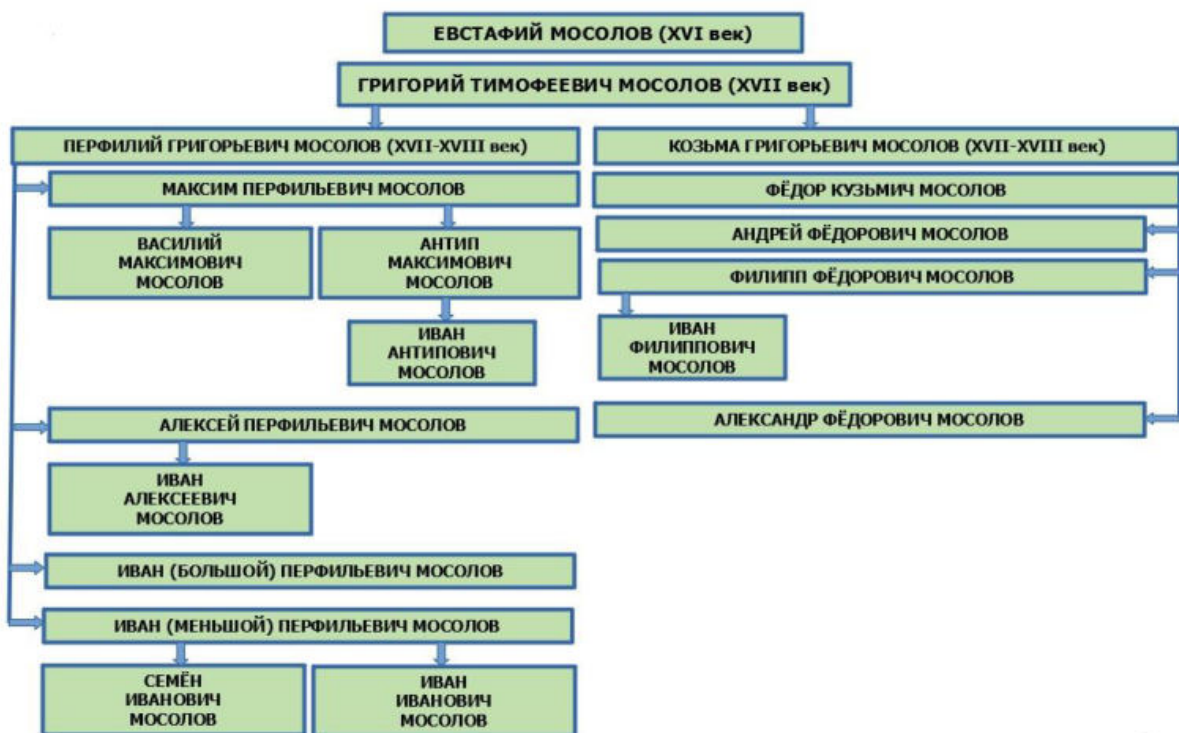 ЕВСТАФИЙ МОСОЛОВ (XVI век)
ГРИГОРИЙ ТИМОФЕЕВИЧ МОСОЛОВ (XVII век)
ПЕРФИЛИЙ ГРИГОРЬЕВИЧ МОСОЛОВ (XVII-XVIII век)
МАКСИМ ПЕРФИЛЬЕВИЧ МОСОЛОВ
ВАСИЛИЙ
МАКСИМОВИЧ
МОСОЛОВ
АНТИП
МАКСИМОВИЧ
МОСОЛОВ
ИВАН
АНТИПОВИЧ
МОСОЛОВ
АЛЕКСЕЙ ПЕРФИЛЬЕВИЧ МОСОЛОВ
ИВАН
АЛЕКСЕЕВИЧ
МОСОЛОВ
ИВАН (БОЛЬШОЙ) ПЕРФИЛЬЕВИЧ МОСОЛОВ
ИВАН (МЕНЬШОЙ) ПЕРФИЛЬЕВИЧ МОСОЛОВ
СЕМЁН
ИВАНОВИЧ
МОСОЛОВ
ИВАН
ИВАНОВИЧ
МОСОЛОВ
КОЗЬМА ГРИГОРЬЕВИЧ МОСОЛОВ (XVII-XVIII век)
ФЁДОР КУЗЬМИЧ МОСОЛОВ
АНДРЕЙ ФЁДОРОВИЧ МОСОЛОВ
ФИЛИПП ФЁДОРОВИЧ МОСОЛОВ
ИВАН
ФИЛИППОВИЧ
МОСОЛОВ
АЛЕКСАНДР ФЁДОРОВИЧ МОСОЛОВ